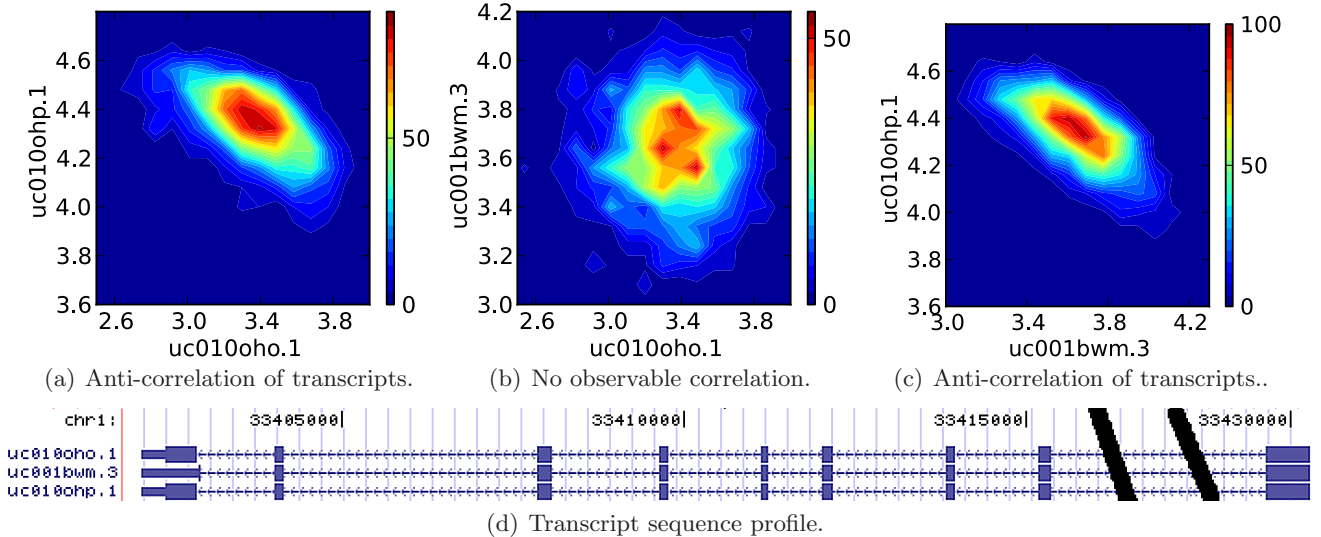 4.6
4.4
4.2
4.0
3.8
3.6
uc010ohp.1
2.6 3.0 3.4 3.8
uc010oho.1
50
0
(a) Anti-correlation of transcripts.
4.2
4.0
3.8
3.6
3.4
3.2
3.0
uc001bwm.3
2.6 3.0 3.4 3.8
uc010oho.1
50
0
(b) No observable correlation.
4.6
4.4
4.2
4.0
3.8
3.6
uc010ohp.1
3.0 3.4 3.8 4.2
uc001bwm.3
100
50
0
(c) Anti-correlation of transcripts..
chr1: 33405000| 33410000| 33415000| 33430000|
uc010oho.1
uc001bwm.3
uc010ohp.1
(d) Transcript sequence profile.